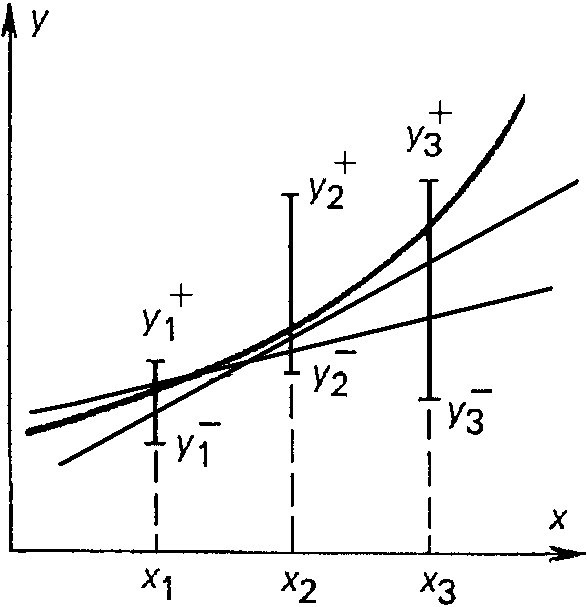 y
y₃⁺
y₂⁺
y₁⁺
y₂⁻
y₃⁻
y₁⁻
x
x₁ x₂ x₃